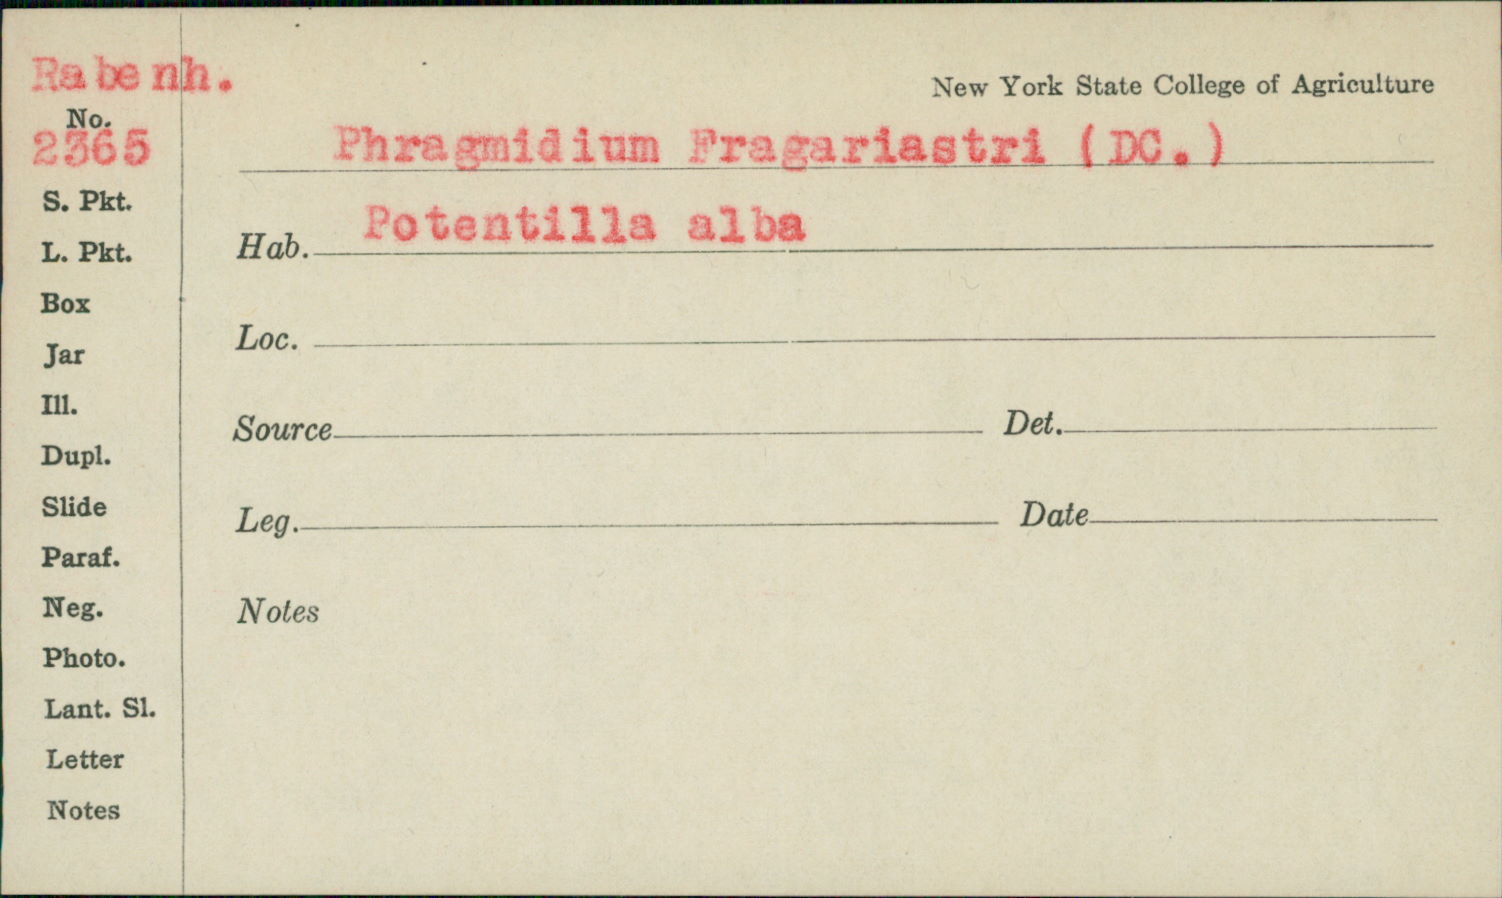 Rabenh.
New York State College of Agriculture
No.
2365
Phragmidium Fragariastri (DC.)
S. Pkt.
Hab. Potentilla alba
L. Pkt.
Box
Loc.
Jar
Ill.
Source Det.
Dupl.
Slide
Leg. Date
Paraf.
Neg.
Notes
Photo.
Lant. Sl.
Letter
Notes